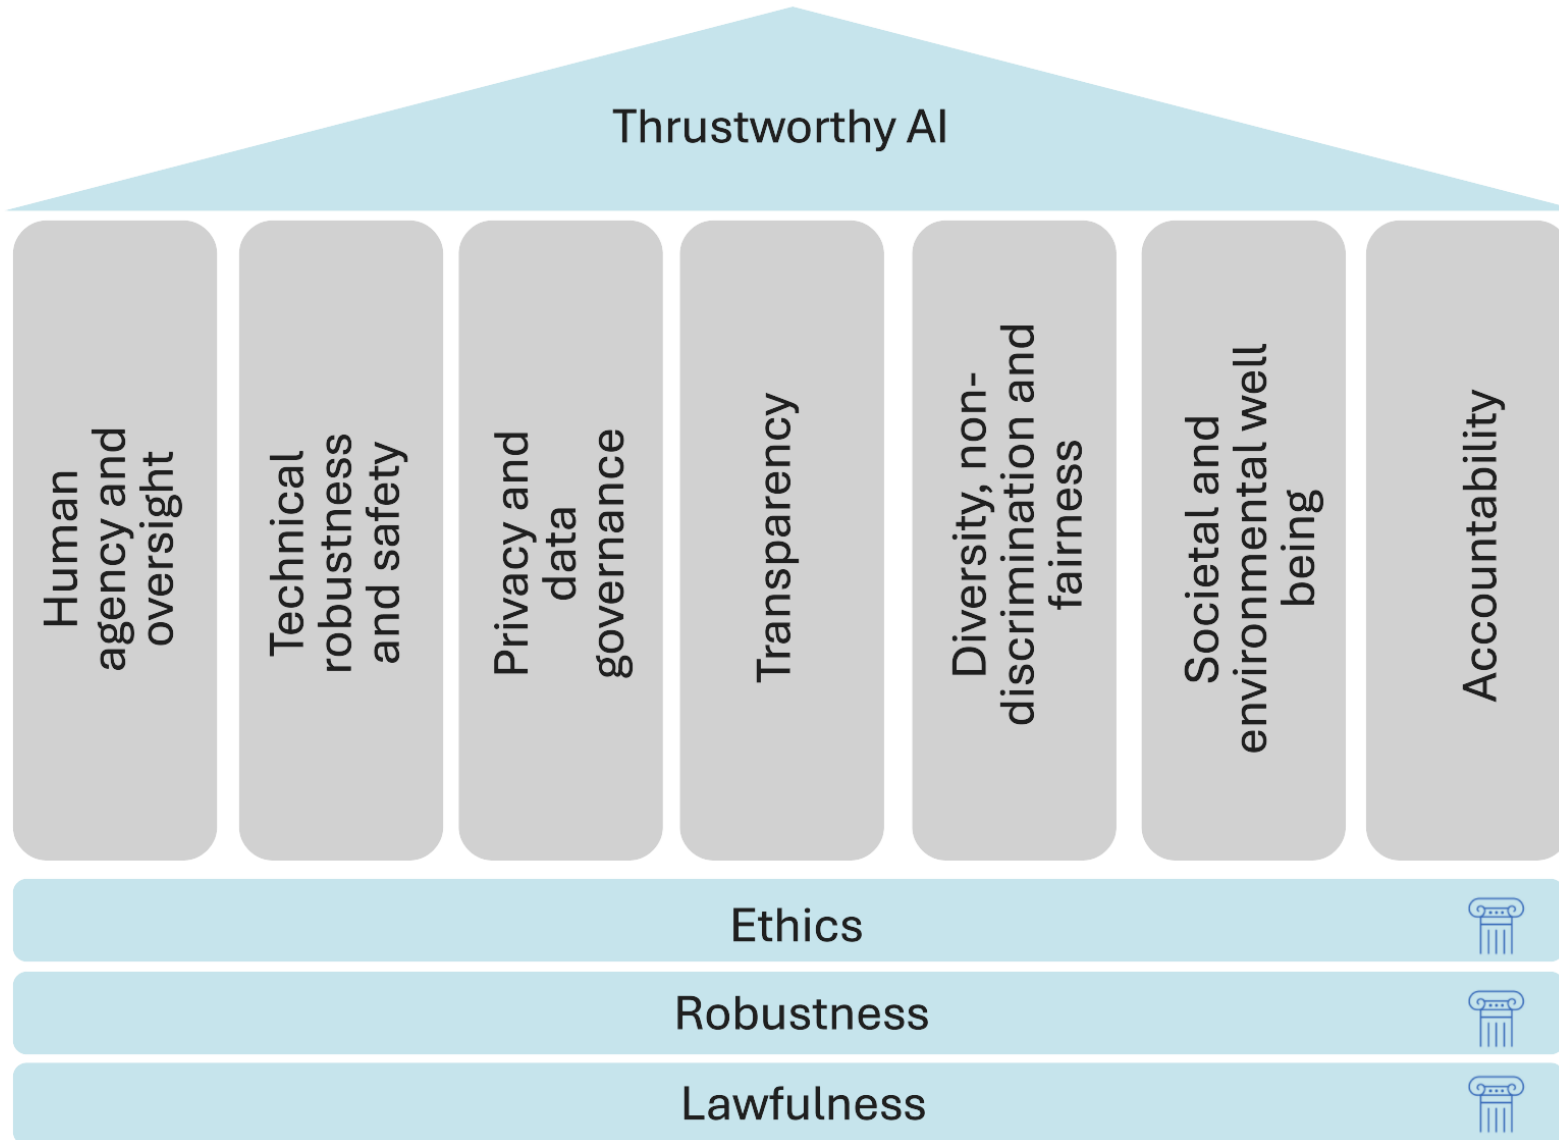 Thrustworthy AI
Human
agency and
oversight
Technical
robustness
and safety
Privacy and
data
governance
Transparency
Diversity, non-
discrimination and
fairness
Societal and
environmental well
being
Accountability
Ethics
Robustness
Lawfulness